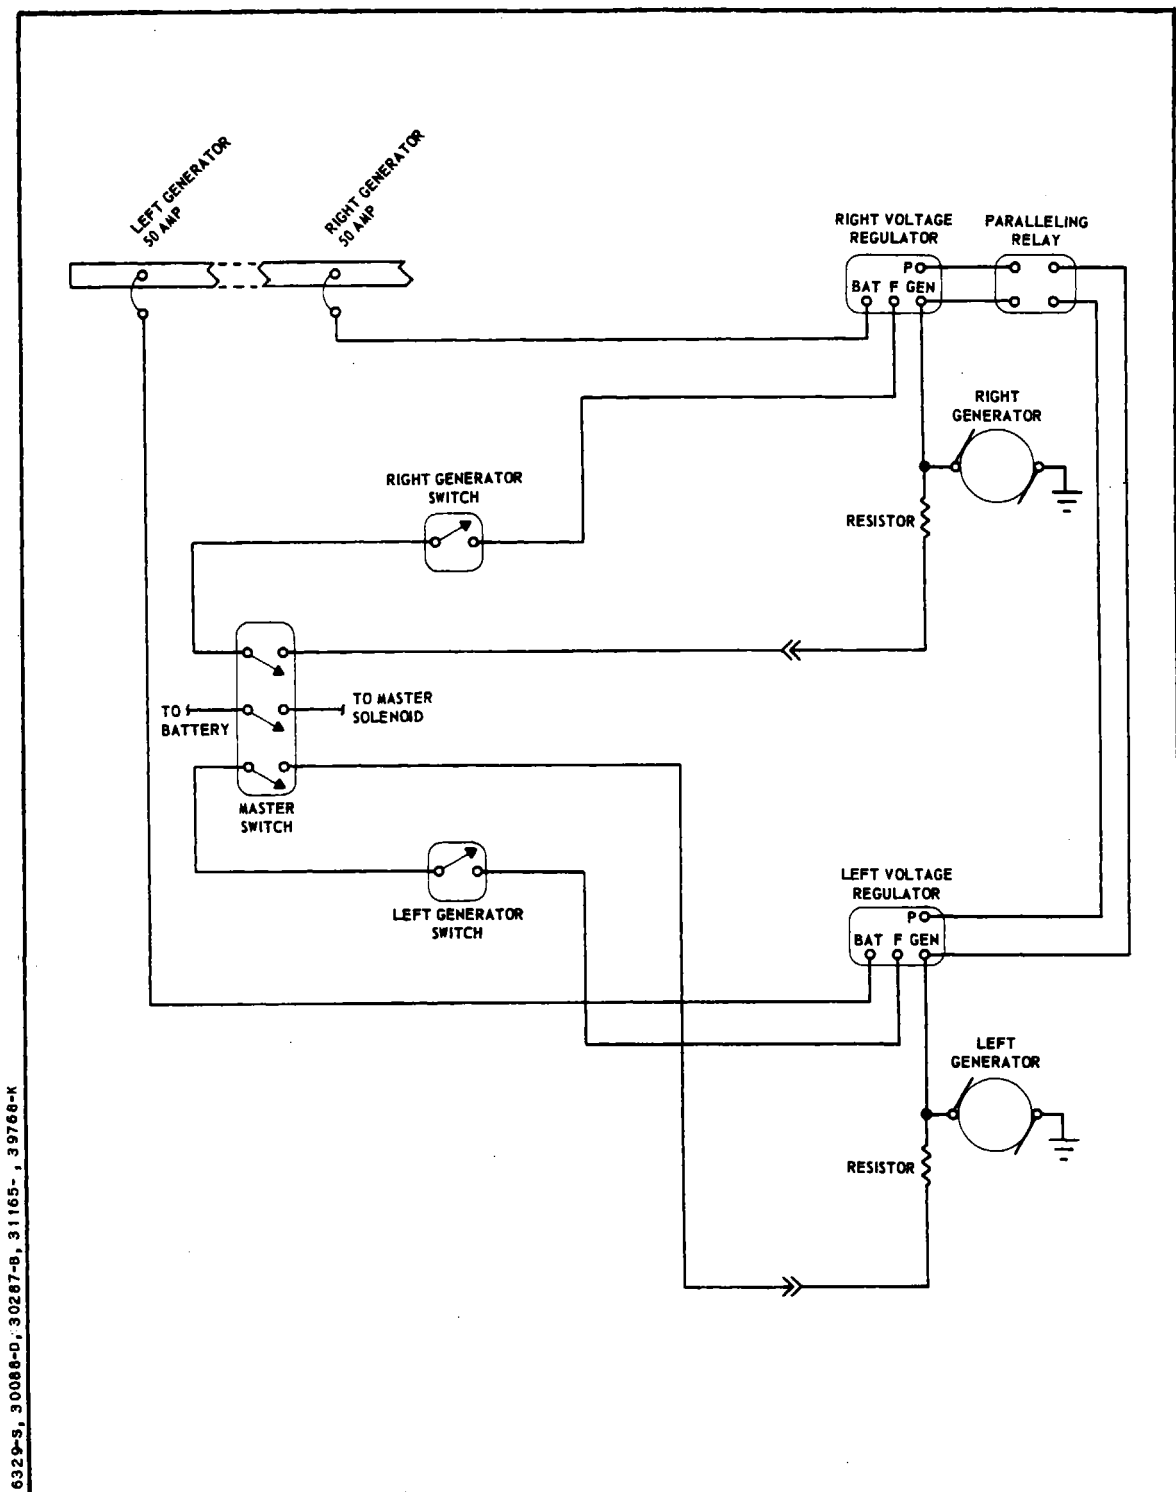 LEFT GENERATOR
50 AMP
RIGHT GENERATOR
50 AMP
RIGHT VOLTAGE
REGULATOR
PARALLELING
RELAY
P
BAT F GEN
RIGHT
GENERATOR
RIGHT GENERATOR
SWITCH
RESISTOR
TO
BATTERY
TO MASTER
SOLENOID
MASTER
SWITCH
LEFT GENERATOR
SWITCH
LEFT VOLTAGE
REGULATOR
P
BAT F GEN
LEFT
GENERATOR
RESISTOR
6329-S, 30088-D, 30287-B, 31165- , 39768-K